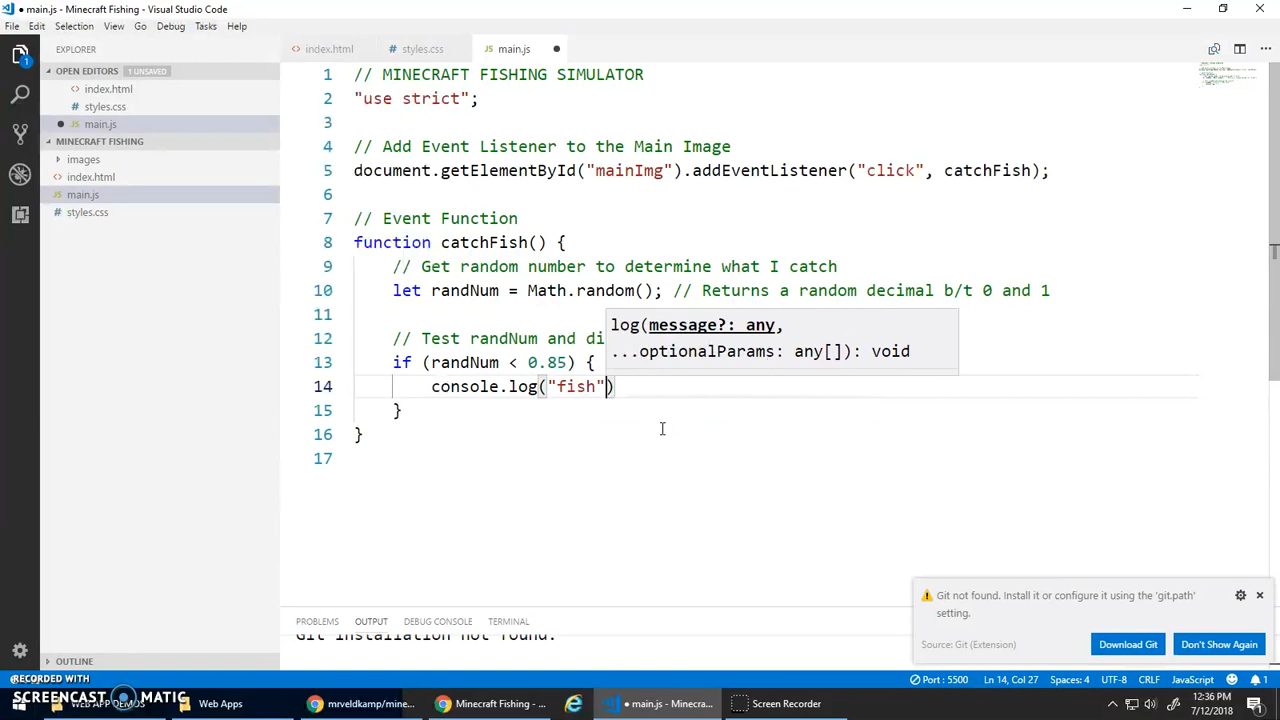 ● main.js - Minecraft Fishing - Visual Studio Code
File Edit Selection View Go Debug Tasks Help
EXPLORER
OPEN EDITORS 1 UNSAVED
<> index.html
# styles.css
● JS main.js
MINECRAFT FISHING
images
<> index.html
JS main.js
# styles.css
OUTLINE
<> index.html # styles.css JS main.js ●
1 // MINECRAFT FISHING SIMULATOR
2 "use strict";
3
4 // Add Event Listener to the Main Image
5 document.getElementById("mainImg").addEventListener("click", catchFish);
6
7 // Event Function
8 function catchFish() {
9 // Get random number to determine what I catch
10 let randNum = Math.random(); // Returns a random decimal b/t 0 and 1
11
12 // Test randNum and di
13 if (randNum < 0.85) {
14 console.log("fish")
15 }
16 }
17
log(message?: any,
...optionalParams: any[]): void
PROBLEMS OUTPUT DEBUG CONSOLE TERMINAL
Git installation not found.
Git not found. Install it or configure it using the 'git.path'
setting.
Source: Git (Extension) Download Git Don't Show Again
Port : 5500 Ln 14, Col 27 Spaces: 4 UTF-8 CRLF JavaScript 1
RECORDED WITH
SCREENCAST MATIC
WEB APP DEMOS Web Apps mrveldkamp/mine... Minecraft Fishing - ... ● main.js - Minecra... Screen Recorder
12:36 PM
7/12/2018